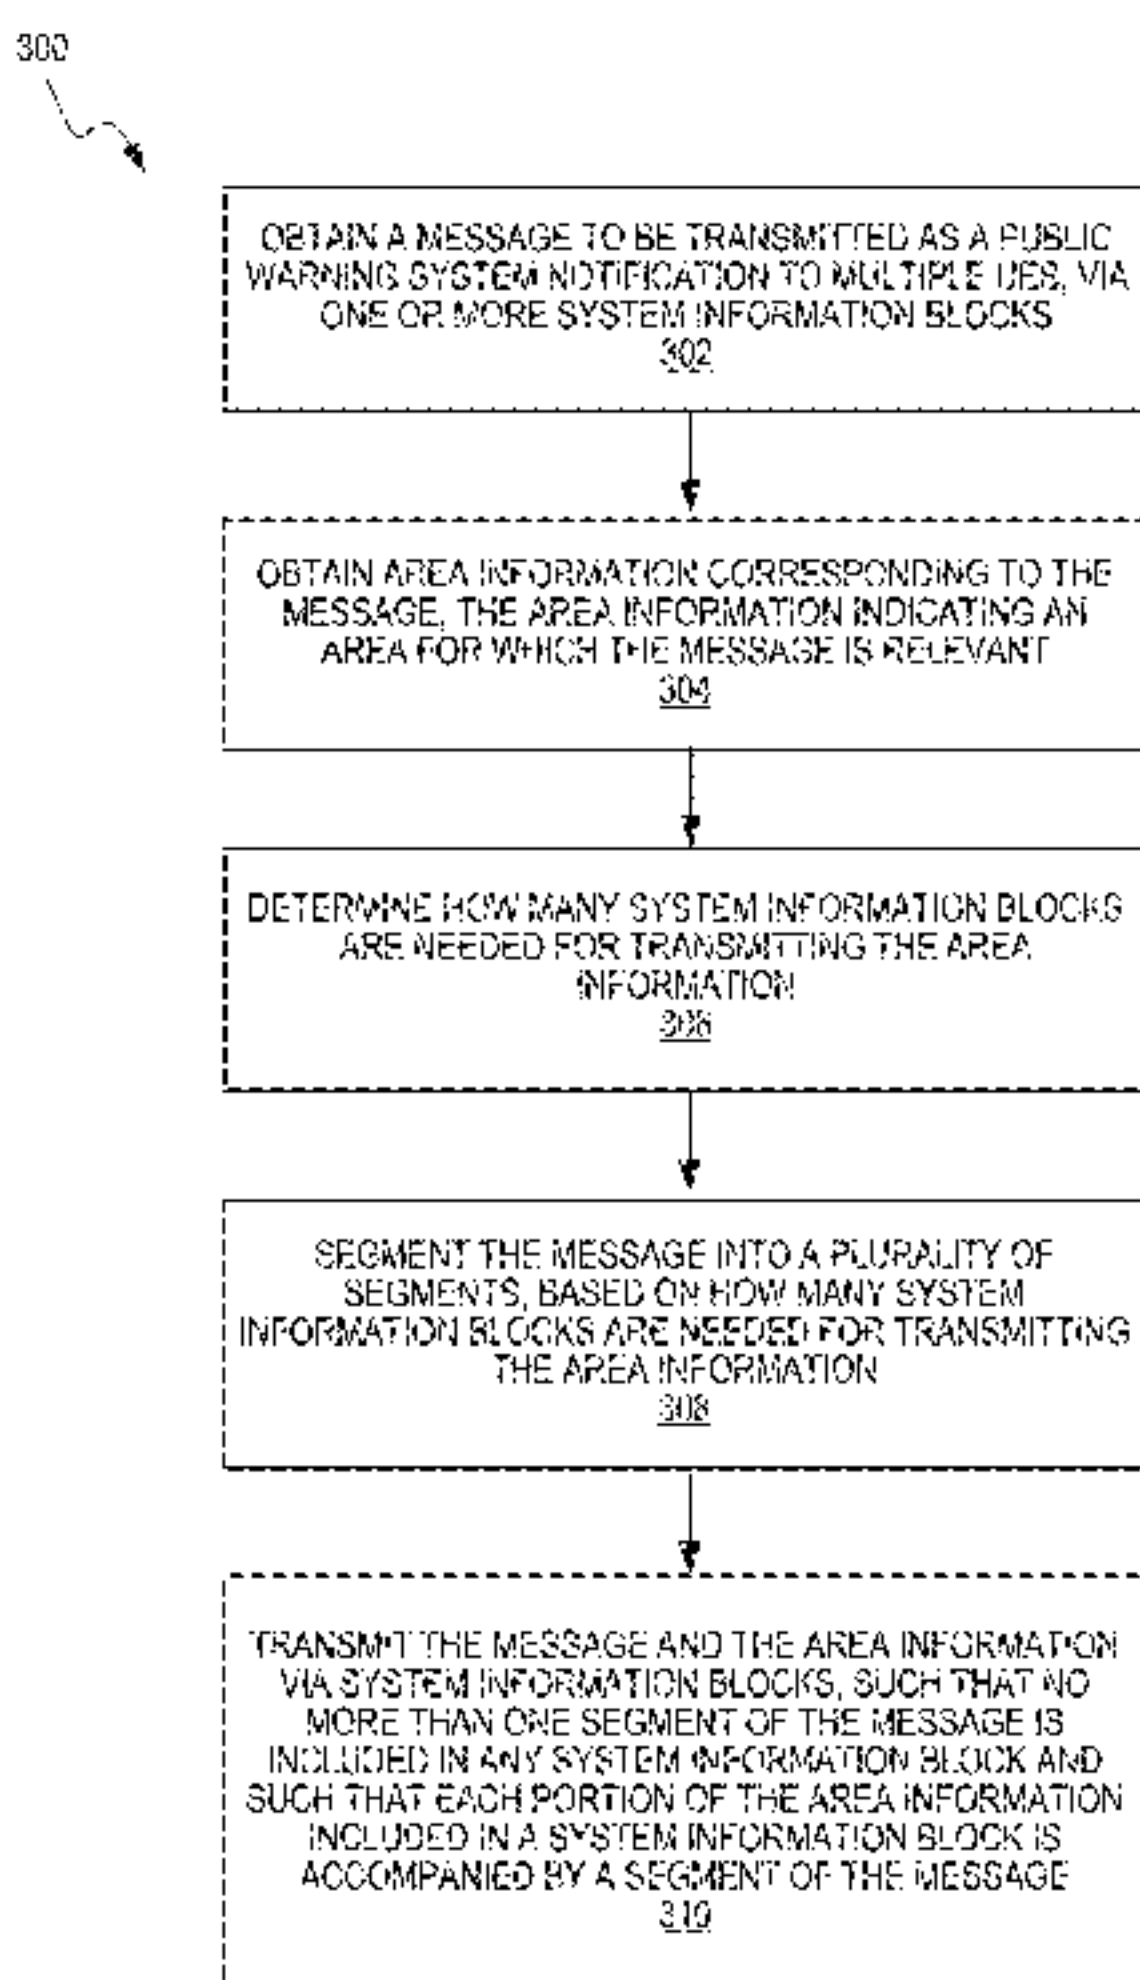 300
OBTAIN A MESSAGE TO BE TRANSMITTED AS A PUBLIC
WARNING SYSTEM NOTIFICATION TO MULTIPLE UES, VIA
ONE OR MORE SYSTEM INFORMATION BLOCKS
302
OBTAIN AREA INFORMATION CORRESPONDING TO THE
MESSAGE, THE AREA INFORMATION INDICATING AN
AREA FOR WHICH THE MESSAGE IS RELEVANT
304
DETERMINE HOW MANY SYSTEM INFORMATION BLOCKS
ARE NEEDED FOR TRANSMITTING THE AREA
INFORMATION
306
SEGMENT THE MESSAGE INTO A PLURALITY OF
SEGMENTS, BASED ON HOW MANY SYSTEM
INFORMATION BLOCKS ARE NEEDED FOR TRANSMITTING
THE AREA INFORMATION
308
TRANSMIT THE MESSAGE AND THE AREA INFORMATION
VIA SYSTEM INFORMATION BLOCKS, SUCH THAT NO
MORE THAN ONE SEGMENT OF THE MESSAGE IS
INCLUDED IN ANY SYSTEM INFORMATION BLOCK AND
SUCH THAT EACH PORTION OF THE AREA INFORMATION
INCLUDED IN A SYSTEM INFORMATION BLOCK IS
ACCOMPANIED BY A SEGMENT OF THE MESSAGE
310